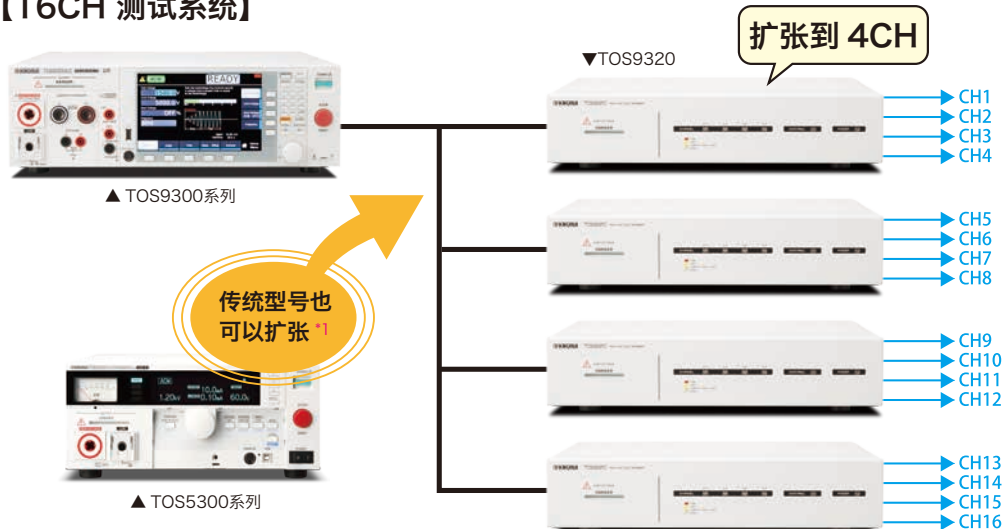 【16CH 测试系统】
扩张到 4CH
▼TOS9320
READY
CH1
CH2
CH3
CH4
▲ TOS9300系列
CH5
CH6
CH7
CH8
传统型号也
可以扩张 *1
CH9
CH10
CH11
CH12
▲ TOS5300系列
CH13
CH14
CH15
CH16